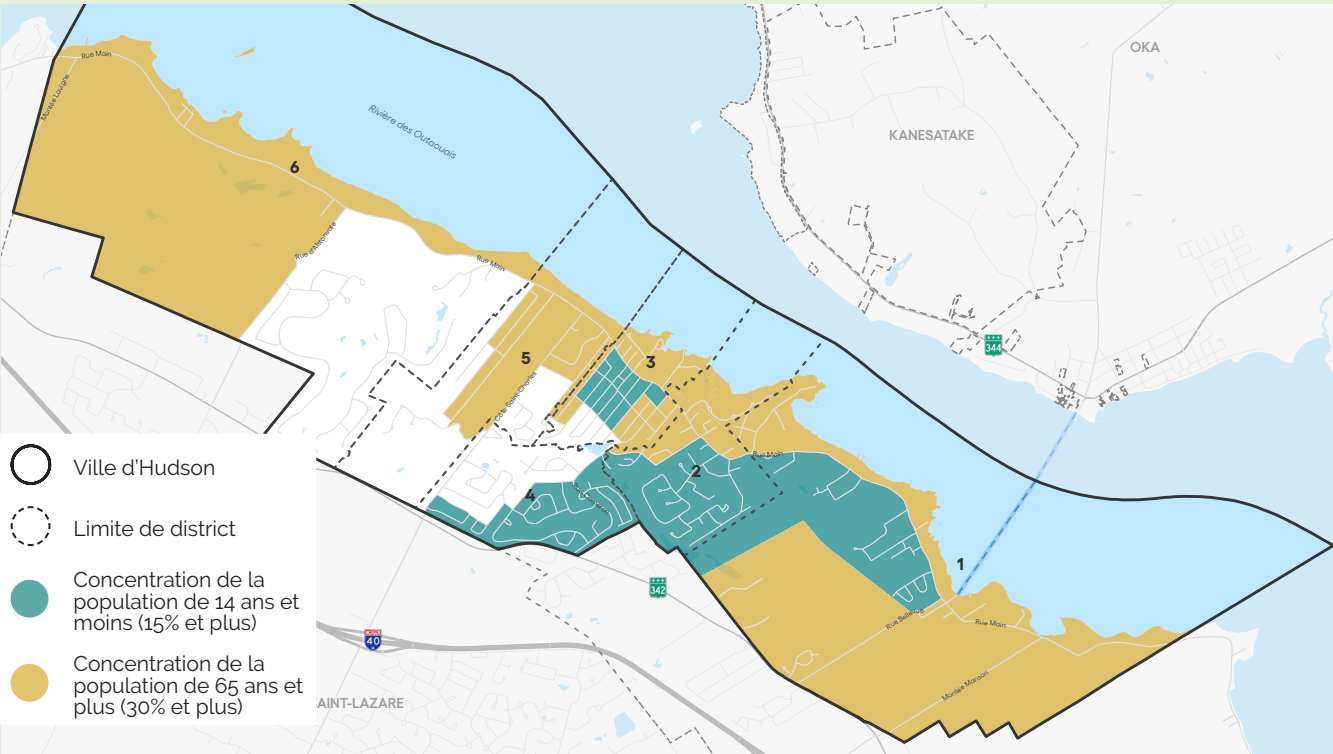 OKA
Rue Main
Montée Lavigne
Rivière des Outaouais
KANESATAKE
6
Rue d'Alstonvale
Rue Main
344
5
3
Côte Saint-Charles
Rue Main
2
4
1
342
Rue Bellevue
Rue Main
Montée Manson
40
SAINT-LAZARE
Ville d'Hudson
Limite de district
Concentration de la
population de 14 ans et
moins (15% et plus)
Concentration de la
population de 65 ans et
plus (30% et plus)